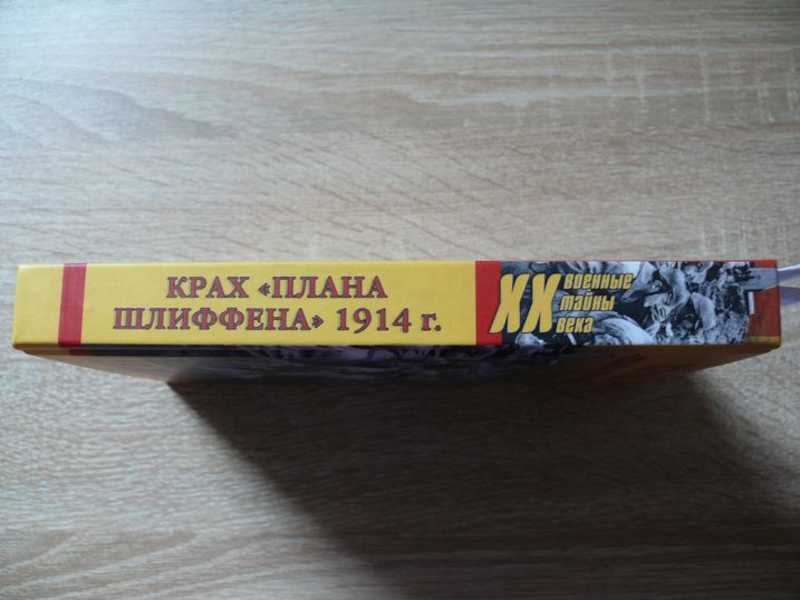 КРАХ «ПЛАНА
ШЛИФФЕНА» 1914 г.
XX
военные
тайны
века